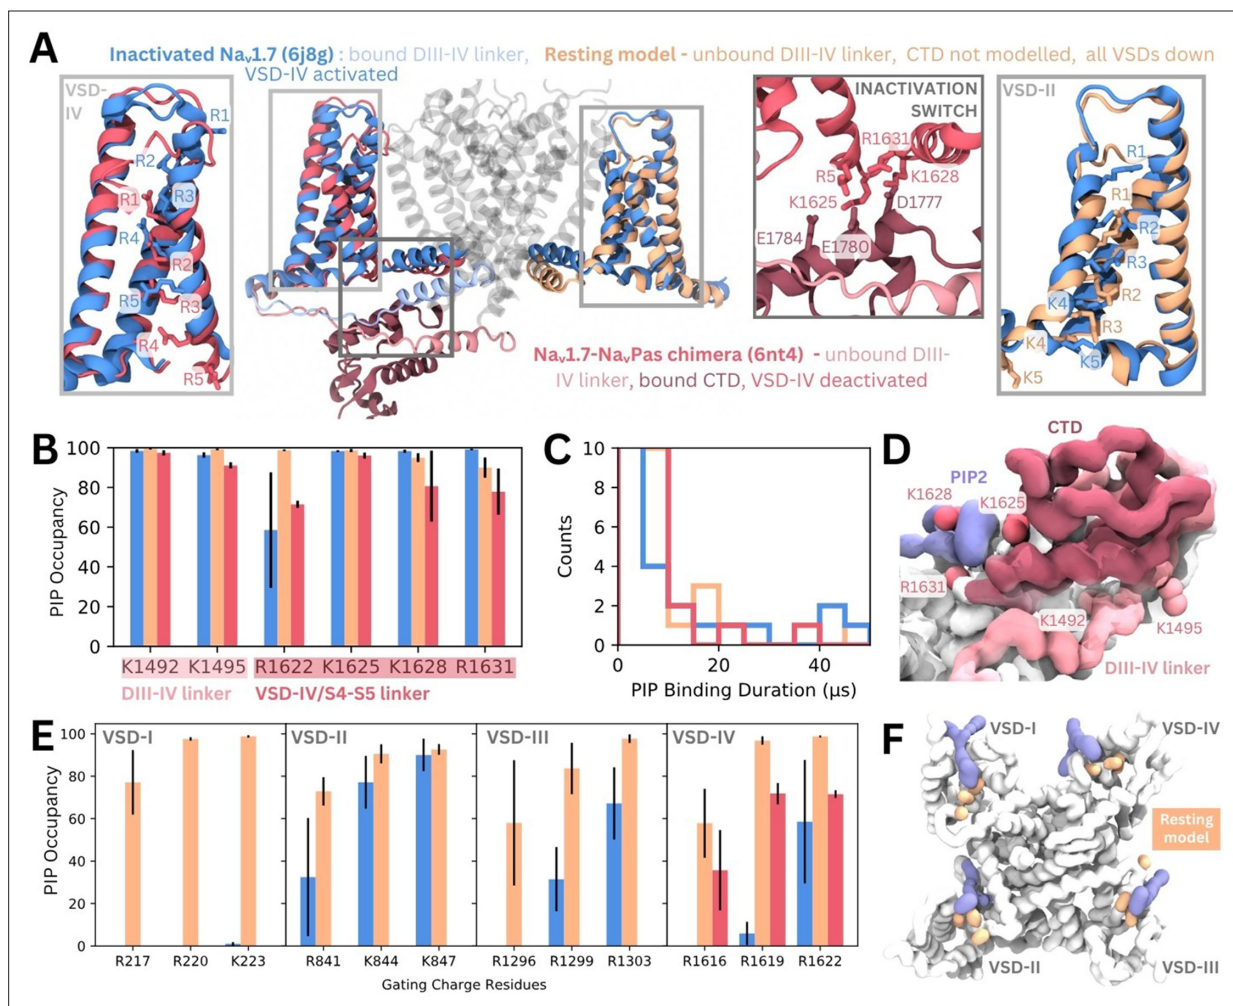 A
Inactivated Naᵥ1.7 (6j8g) : bound DIII-IV linker,
VSD-IV activated
Resting model - unbound DIII-IV linker, CTD not modelled, all VSDs down
VSD-
IV
R1
R2
R1
R3
R4
R2
R5
R3
R4
R5
INACTIVATION
SWITCH
R1631
R5
K1628
K1625
D1777
E1784
E1780
VSD-II
R1
R1
R2
R3
R2
K4
R3
K4
K5
K5
Naᵥ1.7-NaᵥPas chimera (6nt4) - unbound DIII-
IV linker, bound CTD, VSD-IV deactivated
B
PIP Occupancy
100
80
60
40
20
0
K1492 K1495 R1622 K1625 K1628 R1631
DIII-IV linker VSD-IV/S4-S5 linker
C
Counts
10
8
6
4
2
0
0 20 40
PIP Binding Duration (μs)
D
CTD
PIP2
K1628
K1625
R1631
K1492
K1495
DIII-IV linker
E
PIP Occupancy
100
80
60
40
20
0
VSD-I VSD-II VSD-III VSD-IV
R217 R220 K223 R841 K844 K847 R1296 R1299 R1303 R1616 R1619 R1622
Gating Charge Residues
F
VSD-I
VSD-IV
Resting
model
VSD-II
VSD-III